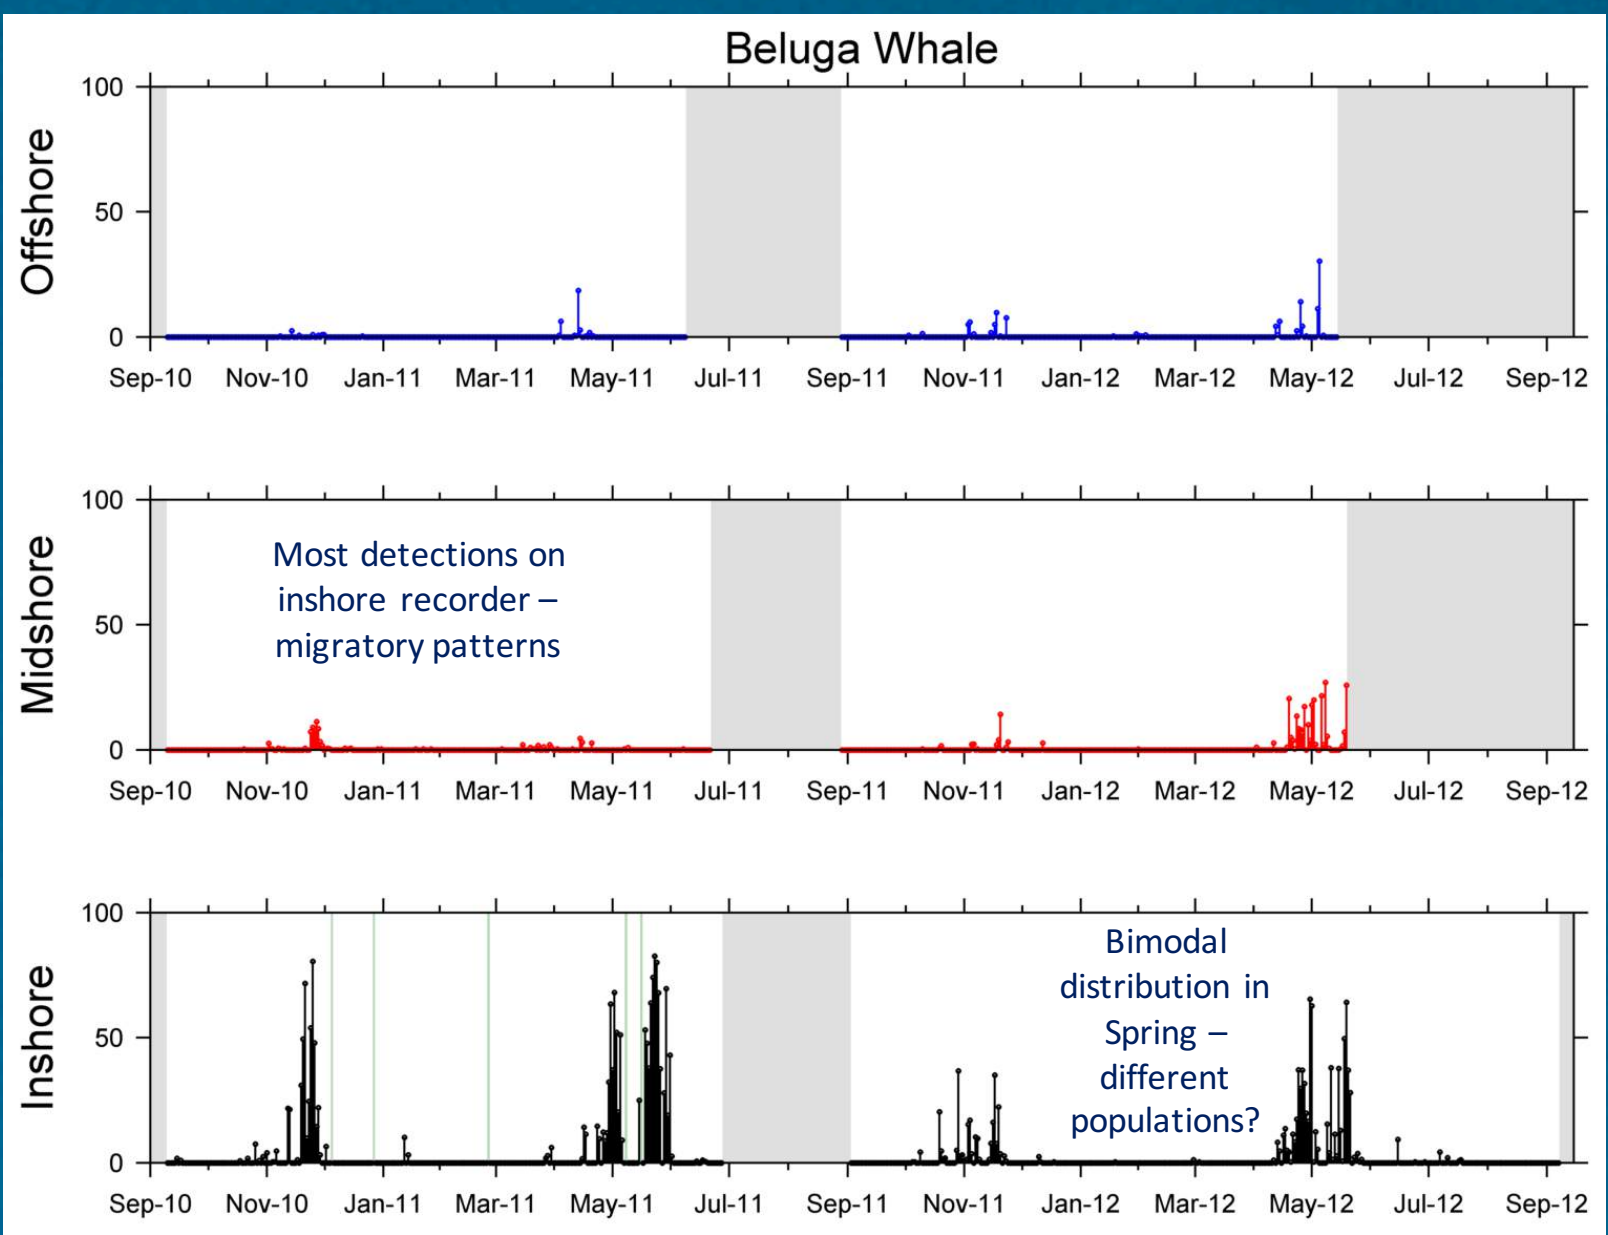 Beluga Whale
Offshore
100
50
0
Sep-10 Nov-10 Jan-11 Mar-11 May-11 Jul-11 Sep-11 Nov-11 Jan-12 Mar-12 May-12 Jul-12 Sep-12
Midshore
100
50
0
Most detections on
inshore recorder –
migratory patterns
Sep-10 Nov-10 Jan-11 Mar-11 May-11 Jul-11 Sep-11 Nov-11 Jan-12 Mar-12 May-12 Jul-12 Sep-12
Inshore
100
50
0
Bimodal
distribution in
Spring –
different
populations?
Sep-10 Nov-10 Jan-11 Mar-11 May-11 Jul-11 Sep-11 Nov-11 Jan-12 Mar-12 May-12 Jul-12 Sep-12